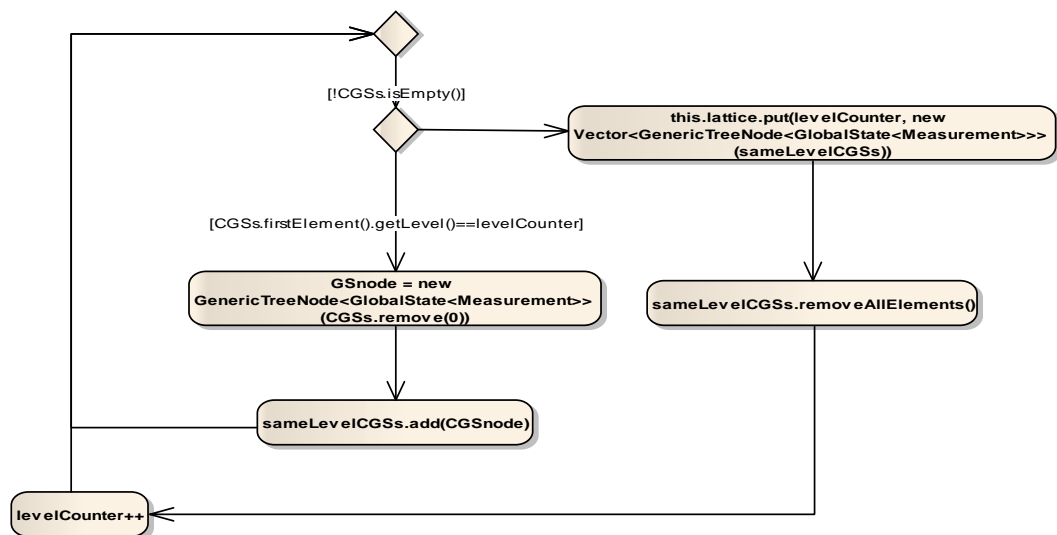 [!CGSs.isEmpty()]
this.lattice.put(levelCounter, new
Vector<GenericTreeNode<GlobalState<Measurement>>>
(sameLevelCGSs))
[CGSs.firstElement().getLevel()==levelCounter]
GSnode = new
GenericTreeNode<GlobalState<Measurement>>
(CGSs.remove(0))
sameLevelCGSs.removeAllElements()
sameLevelCGSs.add(CGSnode)
levelCounter++